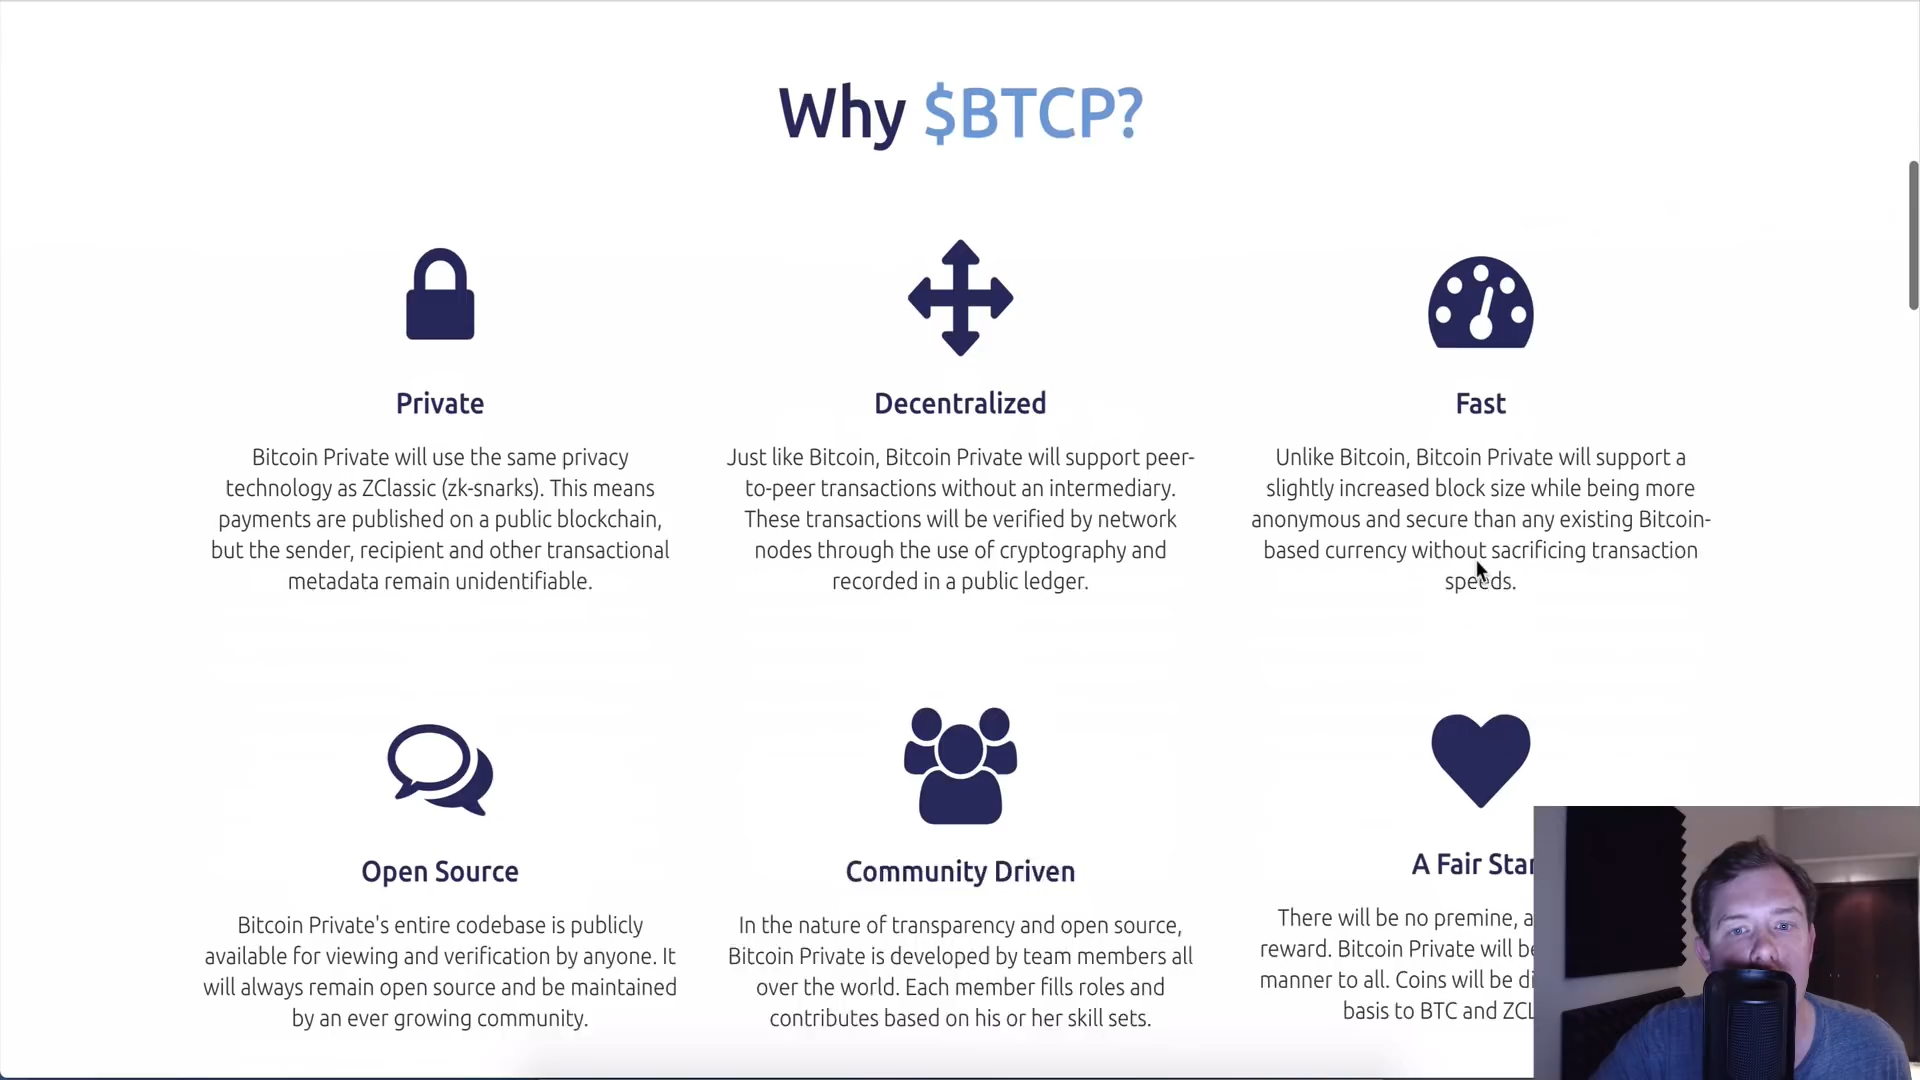 Why $BTCP?
Private
Bitcoin Private will use the same privacy
technology as ZClassic (zk-snarks). This means
payments are published on a public blockchain,
but the sender, recipient and other transactional
metadata remain unidentifiable.
Decentralized
Just like Bitcoin, Bitcoin Private will support peer-
to-peer transactions without an intermediary.
These transactions will be verified by network
nodes through the use of cryptography and
recorded in a public ledger.
Fast
Unlike Bitcoin, Bitcoin Private will support a
slightly increased block size while being more
anonymous and secure than any existing Bitcoin-
based currency without sacrificing transaction
speeds.
Open Source
Bitcoin Private's entire codebase is publicly
available for viewing and verification by anyone. It
will always remain open source and be maintained
by an ever growing community.
Community Driven
In the nature of transparency and open source,
Bitcoin Private is developed by team members all
over the world. Each member fills roles and
contributes based on his or her skill sets.
A Fair
There will be no premine,
reward. Bitcoin Private will be
manner to all. Coins will be
basis to BTC and